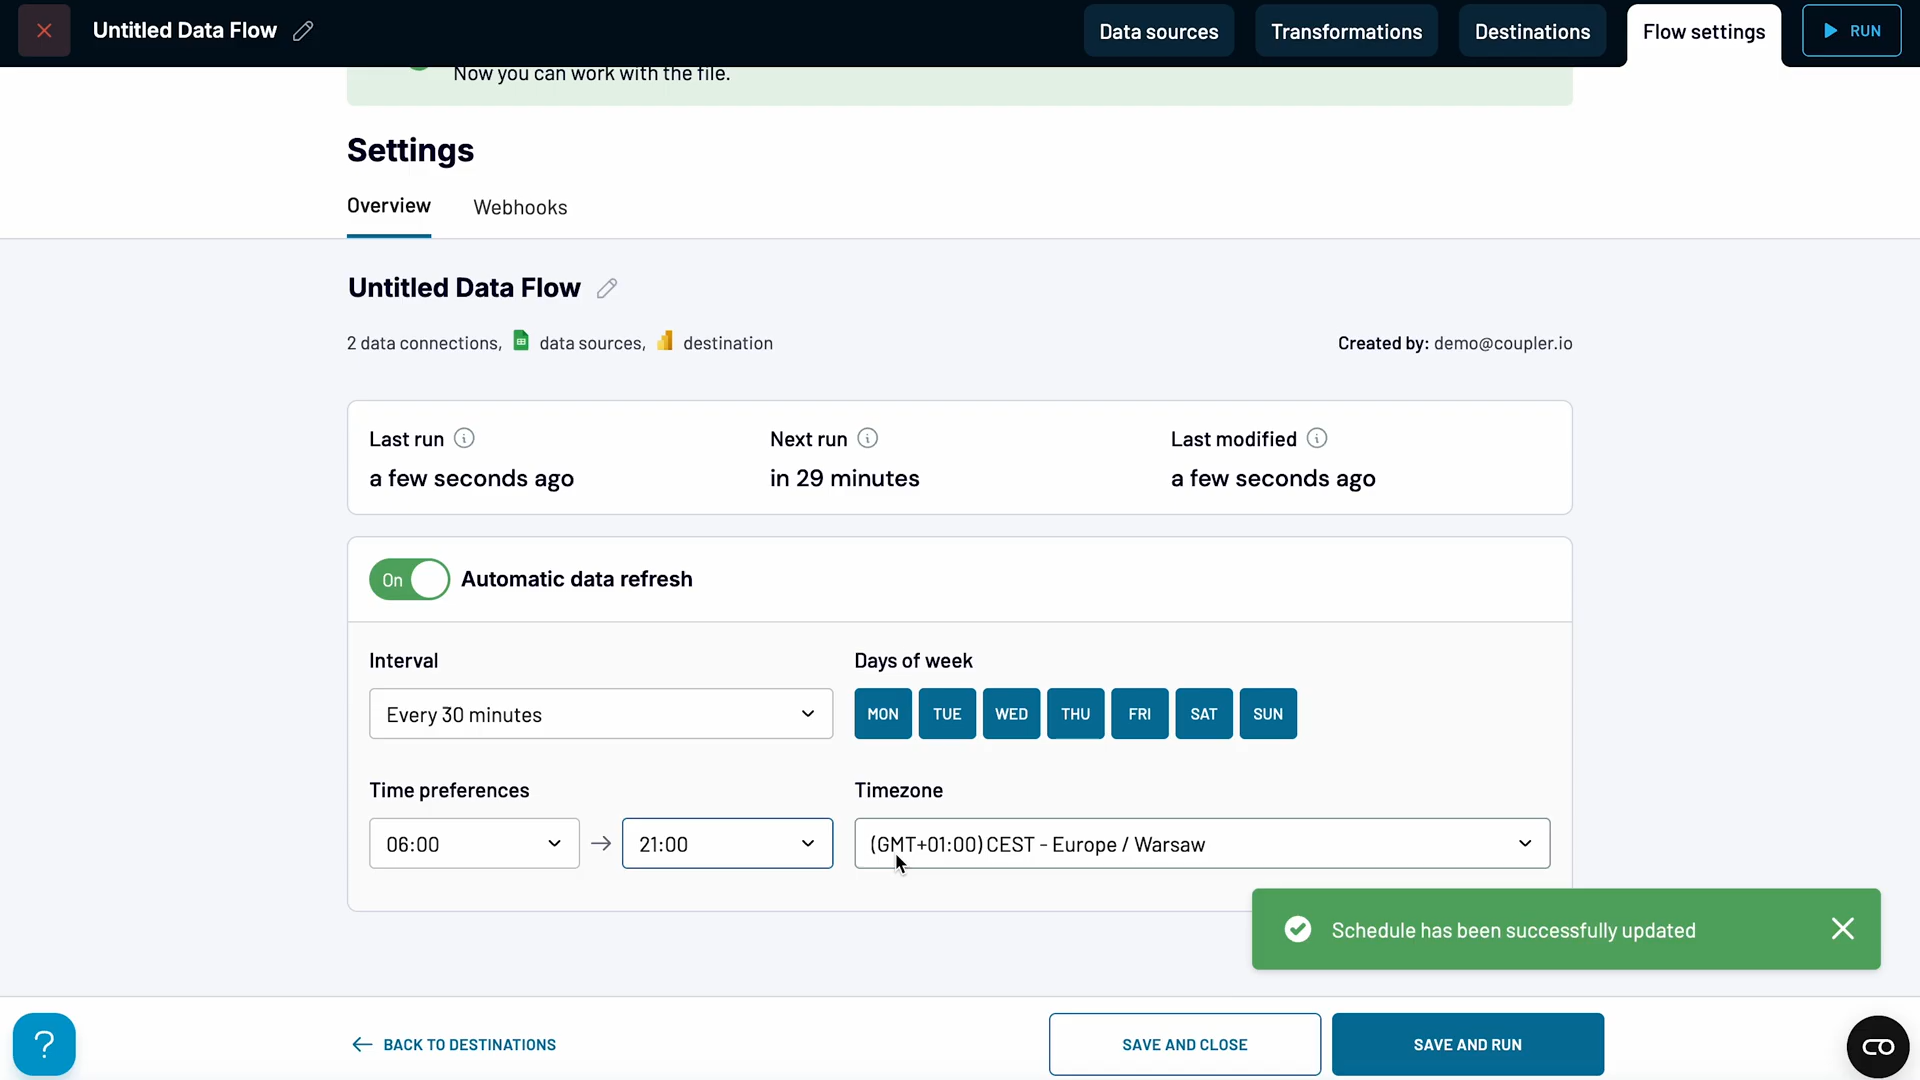 Untitled Data Flow
Data sources
Transformations
Destinations
Flow settings
RUN
Now you can work with the file.
Settings
Overview
Webhooks
Untitled Data Flow
2 data connections, data sources, destination
Created by: demo@coupler.io
Last run
Next run
Last modified
a few seconds ago
in 29 minutes
a few seconds ago
On
Automatic data refresh
Interval
Days of week
Every 30 minutes
MON TUE WED THU FRI SAT SUN
Time preferences
Timezone
06:00 → 21:00
(GMT+01:00) CEST - Europe / Warsaw
Schedule has been successfully updated
?
← BACK TO DESTINATIONS
SAVE AND CLOSE
SAVE AND RUN